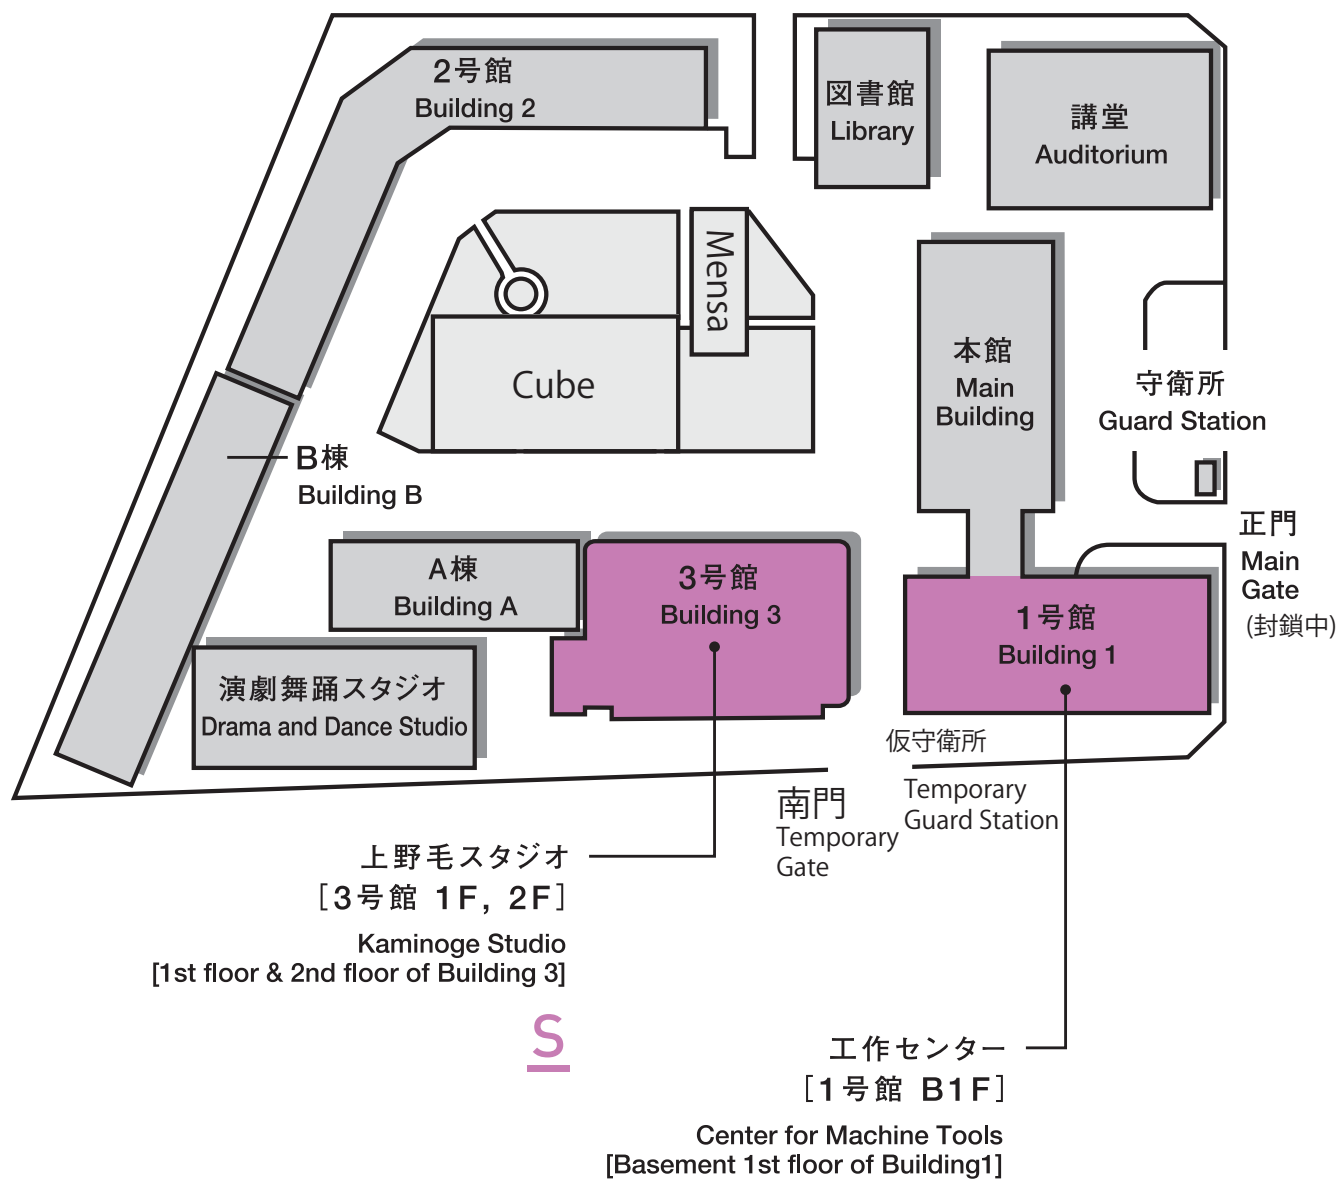 2号館
Building 2
図書館
Library
講堂
Auditorium
Mensa
Cube
本館
Main
Building
守衛所
Guard Station
B棟
Building B
正門
Main
Gate
(封鎖中)
A棟
Building A
3号館
Building 3
1号館
Building 1
演劇舞踊スタジオ
Drama and Dance Studio
仮守衛所
Temporary
Guard Station
南門
Temporary
Gate
上野毛スタジオ
[3号館 1F, 2F]
Kaminoge Studio
[1st floor & 2nd floor of Building 3]
S
工作センター
[1号館 B1F]
Center for Machine Tools
[Basement 1st floor of Building1]